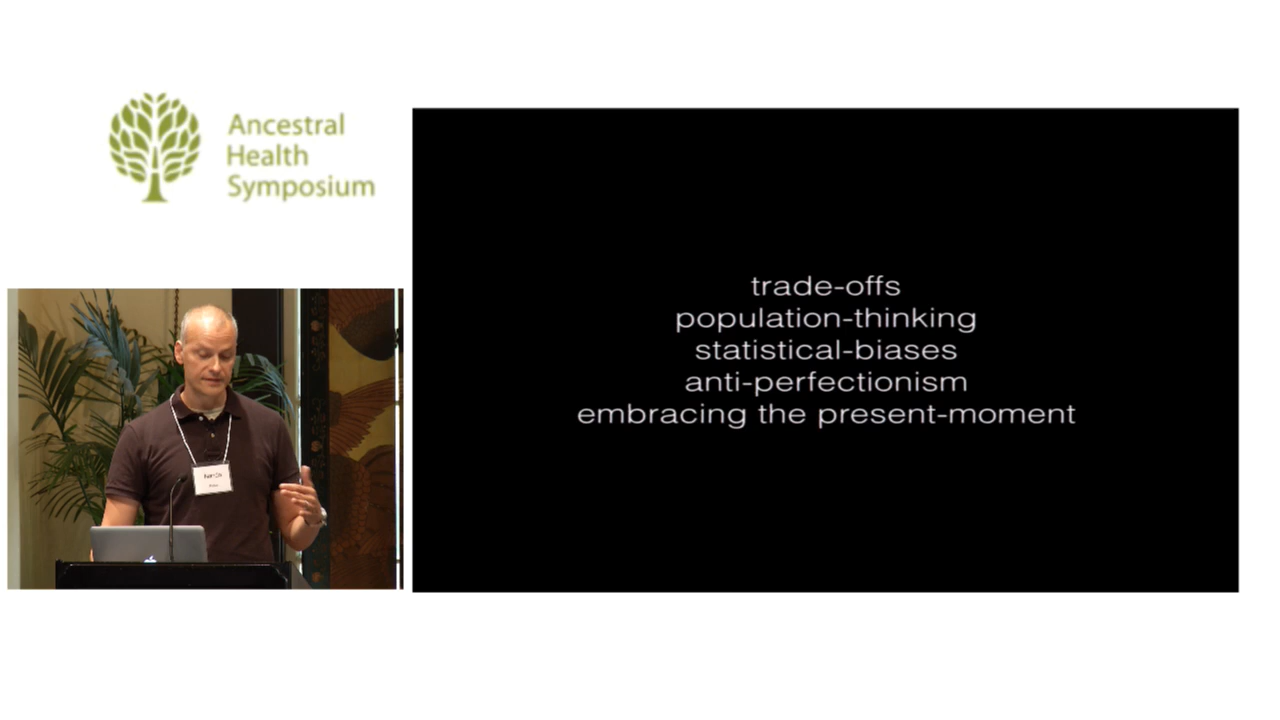 Ancestral
Health
Symposium
trade-offs
population-thinking
statistical-biases
anti-perfectionism
embracing the present-moment